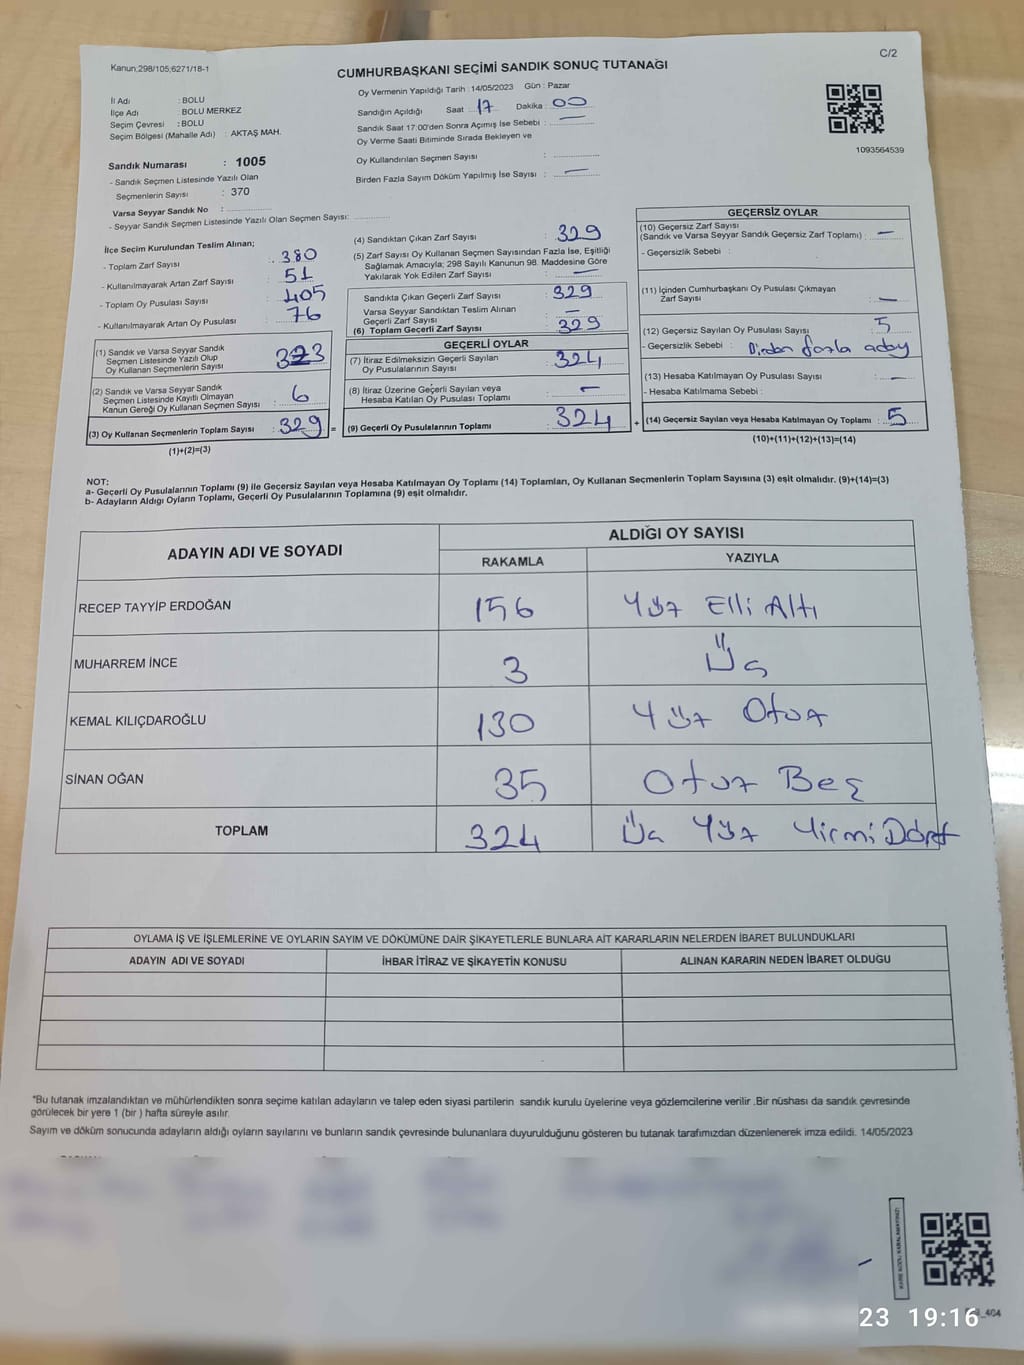 Kanun;298/105;6271/18-1
C/2
CUMHURBAŞKANI SEÇİMİ SANDIK SONUÇ TUTANAĞI
İl Adı : BOLU
İlçe Adı : BOLU MERKEZ
Seçim Çevresi : BOLU
Seçim Bölgesi (Mahalle Adı) : AKTAŞ MAH.
Sandık Numarası : 1005
- Sandık Seçmen Listesinde Yazılı Olan
Seçmenlerin Sayısı : 370
Varsa Seyyar Sandık No :
- Seyyar Sandık Seçmen Listesinde Yazılı Olan Seçmen Sayısı:
Oy Vermenin Yapıldığı Tarih : 14/05/2023 Gün : Pazar
Sandığın Açıldığı Saat : 17 Dakika : 00
Sandık Saat 17:00'den Sonra Açımış İse Sebebi : —
Oy Verme Saati Bitiminde Sırada Bekleyen ve
Oy Kullandırılan Seçmen Sayısı :
Birden Fazla Sayım Döküm Yapılmış İse Sayısı : —
1093564539
İlçe Seçim Kurulundan Teslim Alınan;
- Toplam Zarf Sayısı : 380
- Kullanılmayarak Artan Zarf Sayısı : 51
- Toplam Oy Pusulası Sayısı : 405
- Kullanılmayarak Artan Oy Pusulası : 76
(1) Sandık ve Varsa Seyyar Sandık
Seçmen Listesinde Yazılı Olup
Oy Kullanan Seçmenlerin Sayısı : 323
(2) Sandık ve Varsa Seyyar Sandık
Seçmen Listesinde Kayıtlı Olmayan
Kanun Gereği Oy Kullanan Seçmen Sayısı : 6
(3) Oy Kullanan Seçmenlerin Toplam Sayısı : 329 =
(1)+(2)=(3)
(4) Sandıktan Çıkan Zarf Sayısı : 329
(5) Zarf Sayısı Oy Kullanan Seçmen Sayısından Fazla İse, Eşitliği
Sağlamak Amacıyla; 298 Sayılı Kanunun 98. Maddesine Göre
Yakılarak Yok Edilen Zarf Sayısı : —
Sandıkta Çıkan Geçerli Zarf Sayısı : 329
Varsa Seyyar Sandıktan Teslim Alınan
Geçerli Zarf Sayısı : —
(6) Toplam Geçerli Zarf Sayısı : 329
GEÇERLİ OYLAR
(7) İtiraz Edilmeksizin Geçerli Sayılan
Oy Pusulalarının Sayısı : 324
(8) İtiraz Üzerine Geçerli Sayılan veya
Hesaba Katılan Oy Pusulası Toplamı : —
(9) Geçerli Oy Pusulalarının Toplamı : 324 +
GEÇERSİZ OYLAR
(10) Geçersiz Zarf Sayısı
(Sandık ve Varsa Seyyar Sandık Geçersiz Zarf Toplamı) : —
- Geçersizlik Sebebi :
(11) İçinden Cumhurbaşkanı Oy Pusulası Çıkmayan
Zarf Sayısı : —
(12) Geçersiz Sayılan Oy Pusulası Sayısı : 5
- Geçersizlik Sebebi : Birden fazla aday
(13) Hesaba Katılmayan Oy Pusulası Sayısı : —
- Hesaba Katılmama Sebebi :
(14) Geçersiz Sayılan veya Hesaba Katılmayan Oy Toplamı : 5
(10)+(11)+(12)+(13)=(14)
NOT:
a- Geçerli Oy Pusulalarının Toplamı (9) ile Geçersiz Sayılan veya Hesaba Katılmayan Oy Toplamı (14) Toplamları, Oy Kullanan Seçmenlerin Toplam Sayısına (3) eşit olmalıdır. (9)+(14)=(3)
b- Adayların Aldığı Oyların Toplamı, Geçerli Oy Pusulalarının Toplamına (9) eşit olmalıdır.
ADAYIN ADI VE SOYADI
ALDIĞI OY SAYISI
RAKAMLA YAZIYLA
RECEP TAYYİP ERDOĞAN 156 Yüz Elli Altı
MUHARREM İNCE 3 Üç
KEMAL KILIÇDAROĞLU 130 Yüz Otuz
SİNAN OĞAN 35 Otuz Beş
TOPLAM 324 Üç Yüz Yirmi Dört
OYLAMA İŞ VE İŞLEMLERİNE VE OYLARIN SAYIM VE DÖKÜMÜNE DAİR ŞİKAYETLERLE BUNLARA AİT KARARLARIN NELERDEN İBARET BULUNDUKLARI
ADAYIN ADI VE SOYADI İHBAR İTİRAZ VE ŞİKAYETİN KONUSU ALINAN KARARIN NEDEN İBARET OLDUĞU
*Bu tutanak imzalandıktan ve mühürlendikten sonra seçime katılan adayların ve talep eden siyasi partilerin sandık kurulu üyelerine veya gözlemcilerine verilir .Bir nüshası da sandık çevresinde
görülecek bir yere 1 (bir ) hafta süreyle asılır.
Sayım ve döküm sonucunda adayların aldığı oyların sayılarını ve bunların sandık çevresinde bulunanlara duyurulduğunu gösteren bu tutanak tarafımızdan düzenlenerek imza edildi. 14/05/2023
23 19:16
_404